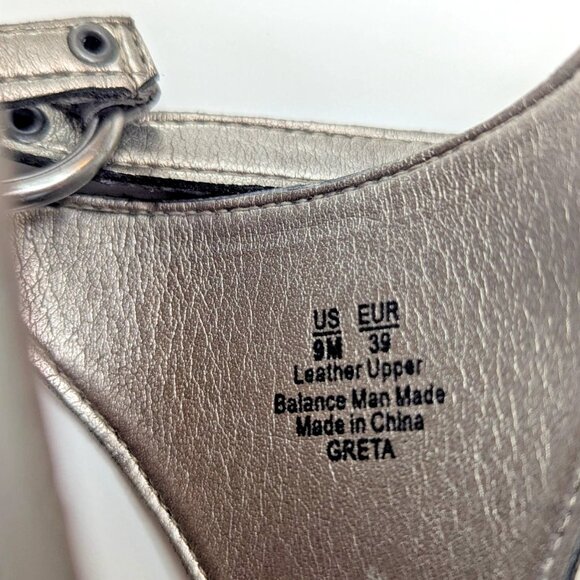 US EUR
9M 39
Leather Upper
Balance Man Made
Made in China
GRETA